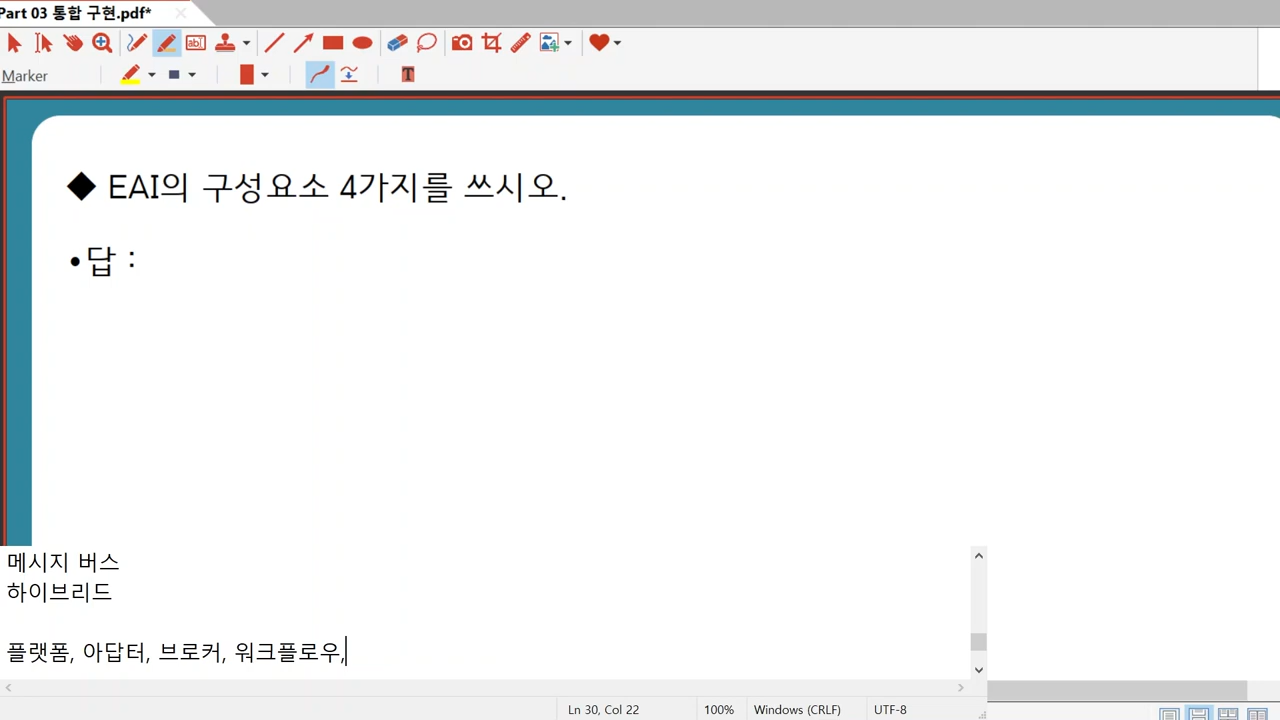 Part 03 통합 구현.pdf*
Marker
◆ EAI의 구성요소 4가지를 쓰시오.
•답 :
메시지 버스
하이브리드
플랫폼, 아답터, 브로커, 워크플로우,
Ln 30, Col 22 100% Windows (CRLF) UTF-8